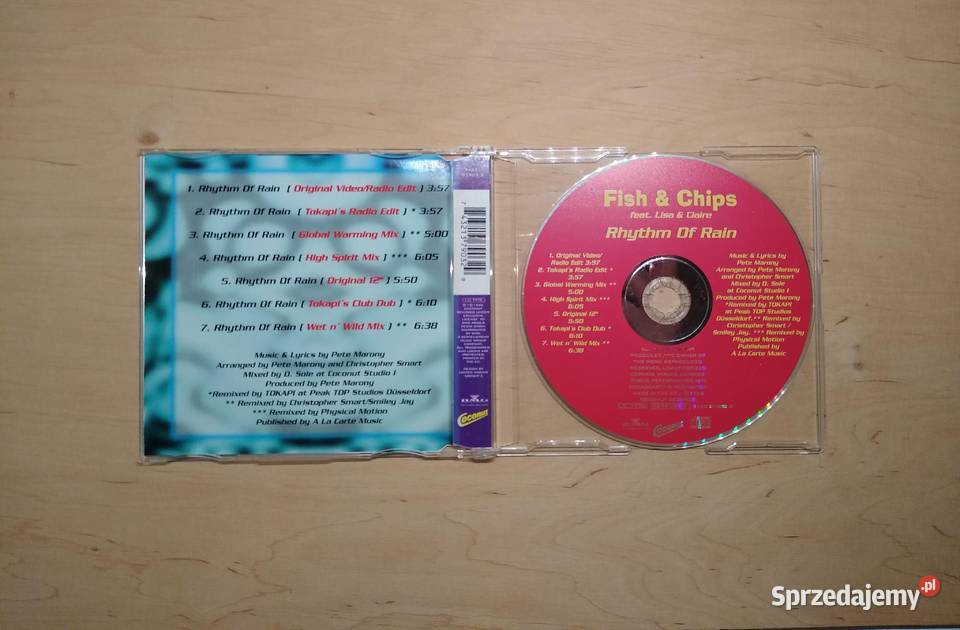 1. Rhythm Of Rain [ Original Video/Radio Edit ] 3:57
2. Rhythm Of Rain [ Tokapi's Radio Edit ] * 3:57
3. Rhythm Of Rain [ Global Warming Mix ] ** 5:00
4. Rhythm Of Rain [ High Spirit Mix ] *** 6:05
5. Rhythm Of Rain [ Original 12" ] 5:50
6. Rhythm Of Rain [ Tokapi's Club Dub ] * 6:10
7. Rhythm Of Rain [ Wet n' Wild Mix ] ** 6:38
Music & Lyrics by Pete Marony
Arranged by Pete Marony and Christopher Smart
Mixed by D. Sole at Coconut Studio I
Produced by Pete Marony
*Remixed by TOKAPI at Peak TOP Studios Düsseldorf
** Remixed by Christopher Smart/Smiley Jay
*** Remixed by Physical Motion
Published by A La Carte Music
Coconut
Fish & Chips
feat. Lisa & Claire
Rhythm Of Rain
1. Original Video/
Radio Edit 3:57
2. Tokapi's Radio Edit *
3:57
3. Global Warming Mix **
5:00
4. High Spirit Mix ***
6:05
5. Original 12"
5:50
6. Tokapi's Club Dub *
6:10
7. Wet n' Wild Mix **
6:38
Music & Lyrics by
Pete Marony
Arranged by Pete Marony
and Christopher Smart
Mixed by D. Sole
at Coconut Studio I
Produced by Pete Marony
*Remixed by TOKAPI
at Peak TOP Studios
Düsseldorf. ** Remixed by
Christopher Smart /
Smiley Jay. *** Remixed by
Physical Motion
Published by
A La Carte Music
Coconut
Sprzedajemy.pl